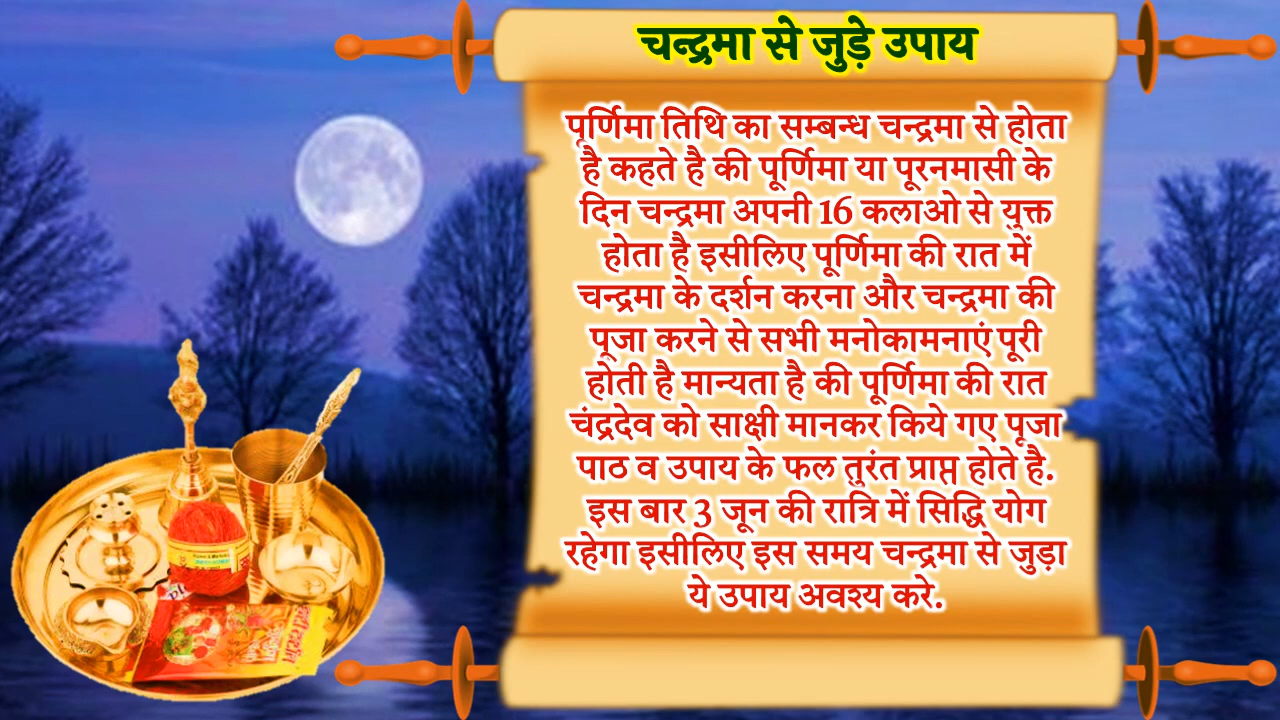 चन्द्रमा से जुड़े उपाय
पूर्णिमा तिथि का सम्बन्ध चन्द्रमा से होता
है कहते है की पूर्णिमा या पूरनमासी के
दिन चन्द्रमा अपनी 16 कलाओ से युक्त
होता है इसीलिए पूर्णिमा की रात में
चन्द्रमा के दर्शन करना और चन्द्रमा की
पूजा करने से सभी मनोकामनाएं पूरी
होती है मान्यता है की पूर्णिमा की रात
चंद्रदेव को साक्षी मानकर किये गए पूजा
पाठ व उपाय के फल तुरंत प्राप्त होते है.
इस बार 3 जून की रात्रि में सिद्धि योग
रहेगा इसीलिए इस समय चन्द्रमा से जुड़ा
ये उपाय अवश्य करे.